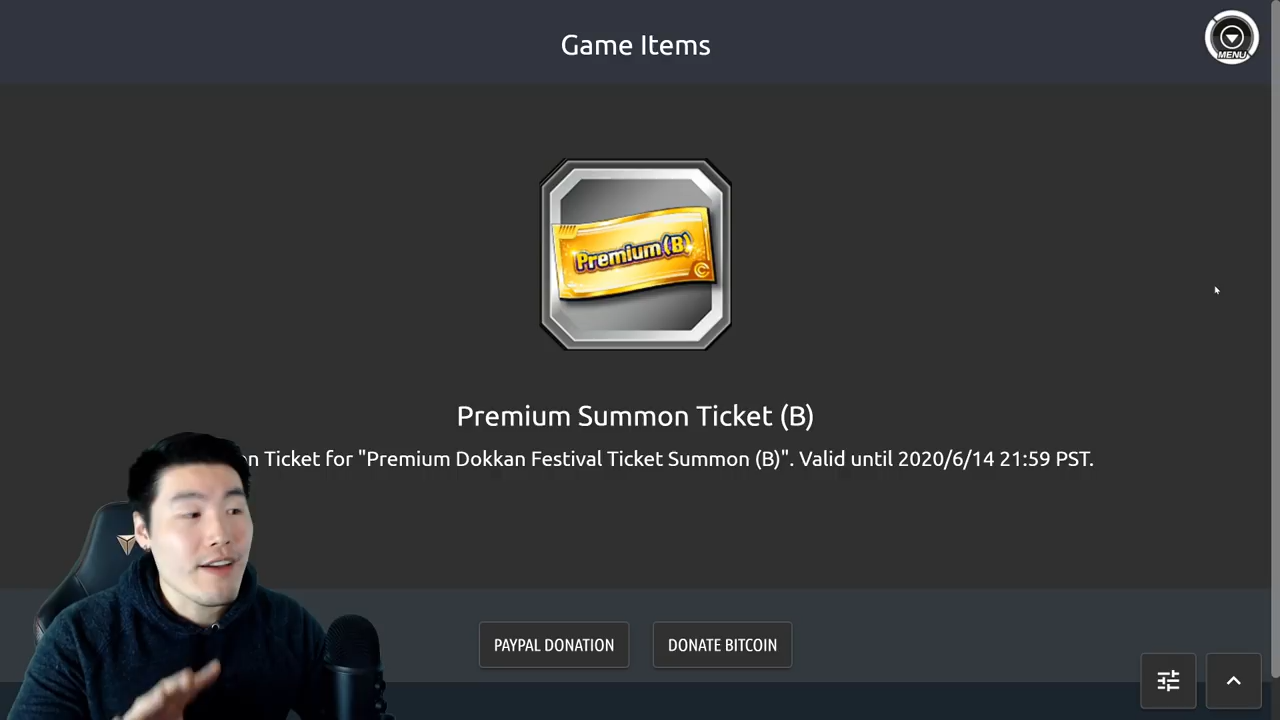 Game Items
MENU
Premium (B)
Premium Summon Ticket (B)
on Ticket for "Premium Dokkan Festival Ticket Summon (B)". Valid until 2020/6/14 21:59 PST.
PAYPAL DONATION
DONATE BITCOIN